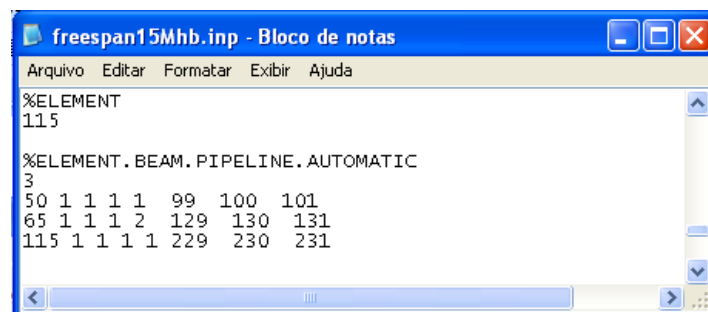 freespan15Mhb.inp - Bloco de notas
Arquivo Editar Formatar Exibir Ajuda
%ELEMENT
115
%ELEMENT.BEAM.PIPELINE.AUTOMATIC
3
50 1 1 1 1 99 100 101
65 1 1 1 2 129 130 131
115 1 1 1 1 229 230 231